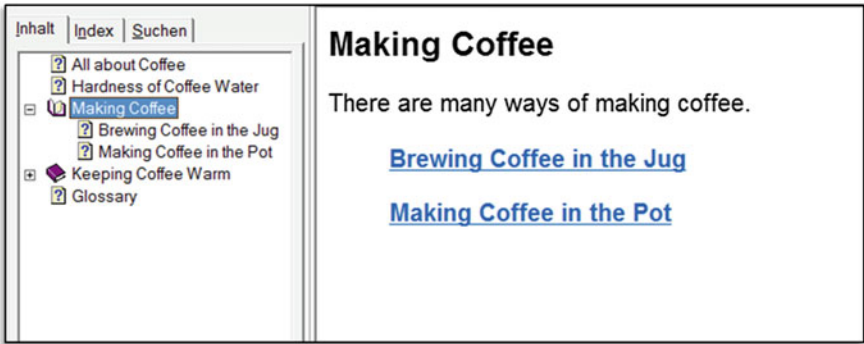 Inhalt Index Suchen
All about Coffee
Hardness of Coffee Water
Making Coffee
Brewing Coffee in the Jug
Making Coffee in the Pot
Keeping Coffee Warm
Glossary
Making Coffee
There are many ways of making coffee.
Brewing Coffee in the Jug
Making Coffee in the Pot